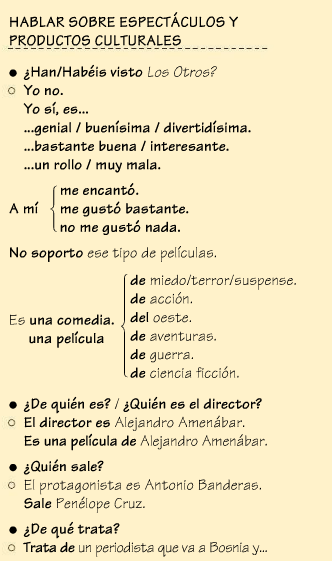 HABLAR SOBRE ESPECTÁCULOS Y
PRODUCTOS CULTURALES
● ¿Han/Habéis visto Los Otros?
○ Yo no.
Yo sí, es...
...genial / buenísima / divertidísima.
...bastante buena / interesante.
...un rollo / muy mala.
me encantó.
A mí me gustó bastante.
no me gustó nada.
No soporto ese tipo de películas.
de miedo/terror/suspense.
de acción.
del oeste.
Es una comedia.
una película
de aventuras.
de guerra.
de ciencia ficción.
● ¿De quién es? / ¿Quién es el director?
○ El director es Alejandro Amenábar.
Es una película de Alejandro Amenábar.
● ¿Quién sale?
○ El protagonista es Antonio Banderas.
Sale Penélope Cruz.
● ¿De qué trata?
○ Trata de un periodista que va a Bosnia y...